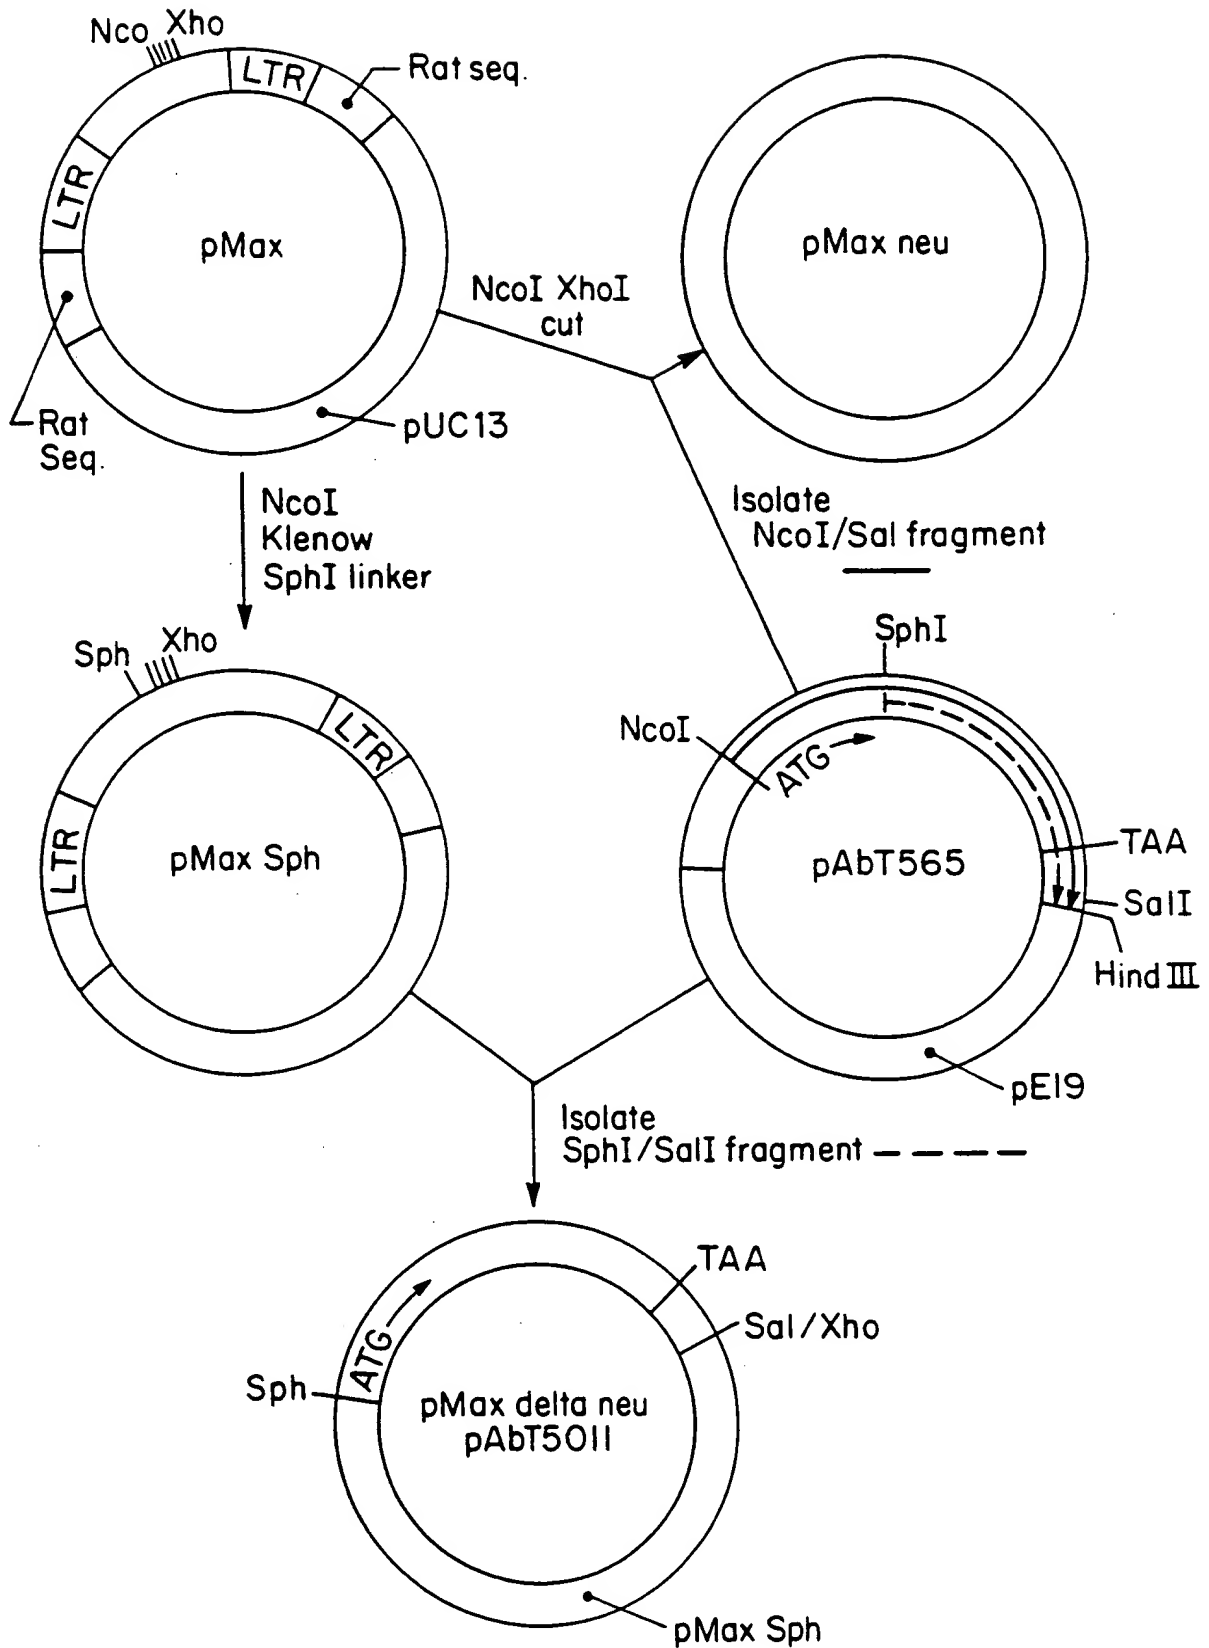 Nco Xho
LTR
Rat seq.
LTR
pMax
pMax neu
NcoI XhoI
cut
Rat
Seq.
pUC13
NcoI
Klenow
SphI linker
Isolate
NcoI/Sal fragment
Sph Xho
LTR
LTR
pMax Sph
SphI
NcoI
ATG
TAA
pAbT565
SalI
Hind III
pE19
Isolate
SphI/SalI fragment
TAA
Sal/Xho
ATG
Sph
pMax delta neu
pAbT5011
pMax Sph